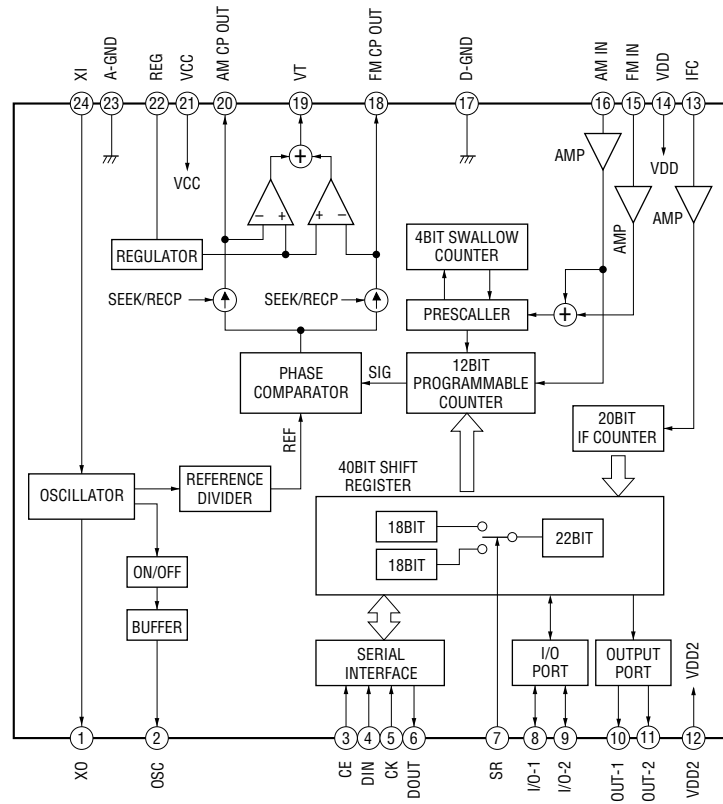 XI
A-GND
REG
VCC
AM CP OUT
VT
FM CP OUT
D-GND
AM IN
FM IN
VDD
IFC
24
23
22
21
20
19
18
17
16
15
14
13
VCC
+
AMP
VDD
AMP
AMP
− +
+ −
REGULATOR
4BIT SWALLOW
COUNTER
SEEK/RECP
SEEK/RECP
PRESCALLER
+
PHASE
COMPARATOR
SIG
12BIT
PROGRAMMABLE
COUNTER
REF
20BIT
IF COUNTER
OSCILLATOR
REFERENCE
DIVIDER
40BIT SHIFT
REGISTER
18BIT
18BIT
22BIT
ON/OFF
BUFFER
SERIAL
INTERFACE
I/O
PORT
OUTPUT
PORT
VDD2
1
2
3
4
5
6
7
8
9
10
11
12
XO
OSC
CE
DIN
CK
DOUT
SR
I/O-1
I/O-2
OUT-1
OUT-2
VDD2